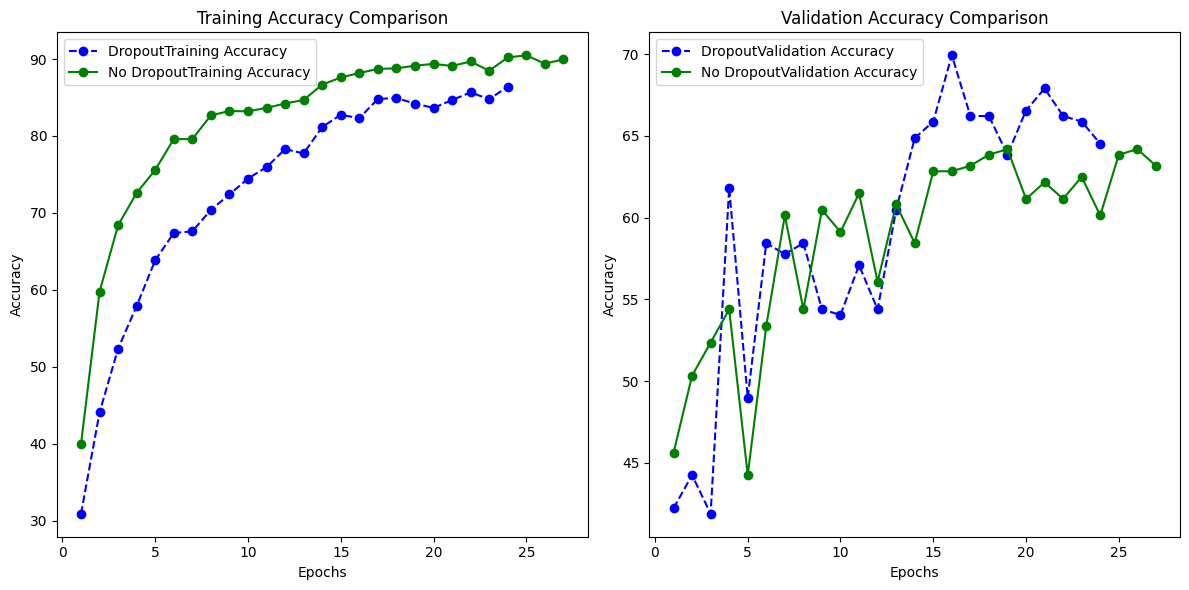 Training Accuracy Comparison
DropoutTraining Accuracy
No DropoutTraining Accuracy
90
80
70
60
50
40
30
Accuracy
0 5 10 15 20 25
Epochs
Validation Accuracy Comparison
DropoutValidation Accuracy
No DropoutValidation Accuracy
70
65
60
55
50
45
Accuracy
0 5 10 15 20 25
Epochs